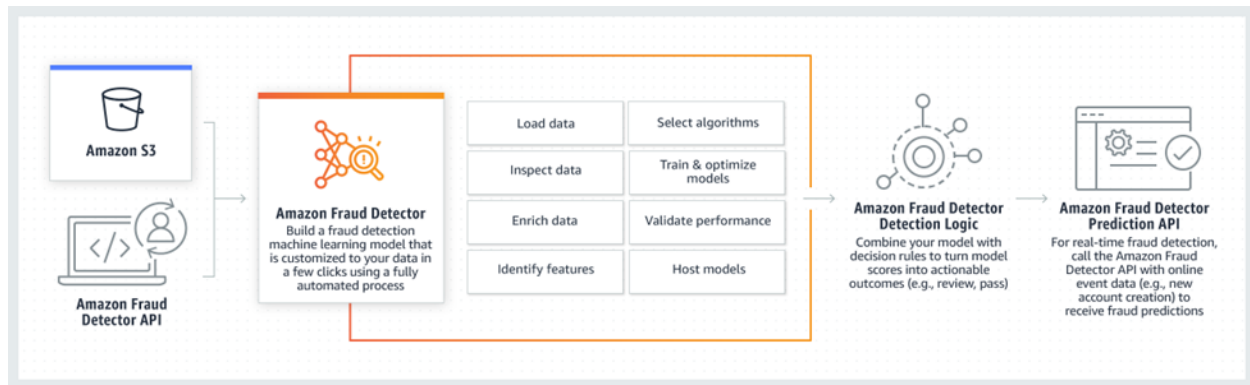 Amazon S3
</>
Amazon Fraud
Detector API
Amazon Fraud Detector
Build a fraud detection
machine learning model that
is customized to your data in
a few clicks using a fully
automated process
Load data
Select algorithms
Inspect data
Train & optimize
models
Enrich data
Validate performance
Identify features
Host models
Amazon Fraud Detector
Detection Logic
Combine your model with
decision rules to turn model
scores into actionable
outcomes (e.g., review, pass)
Amazon Fraud Detector
Prediction API
For real-time fraud detection,
call the Amazon Fraud
Detector API with online
event data (e.g., new
account creation) to
receive fraud predictions